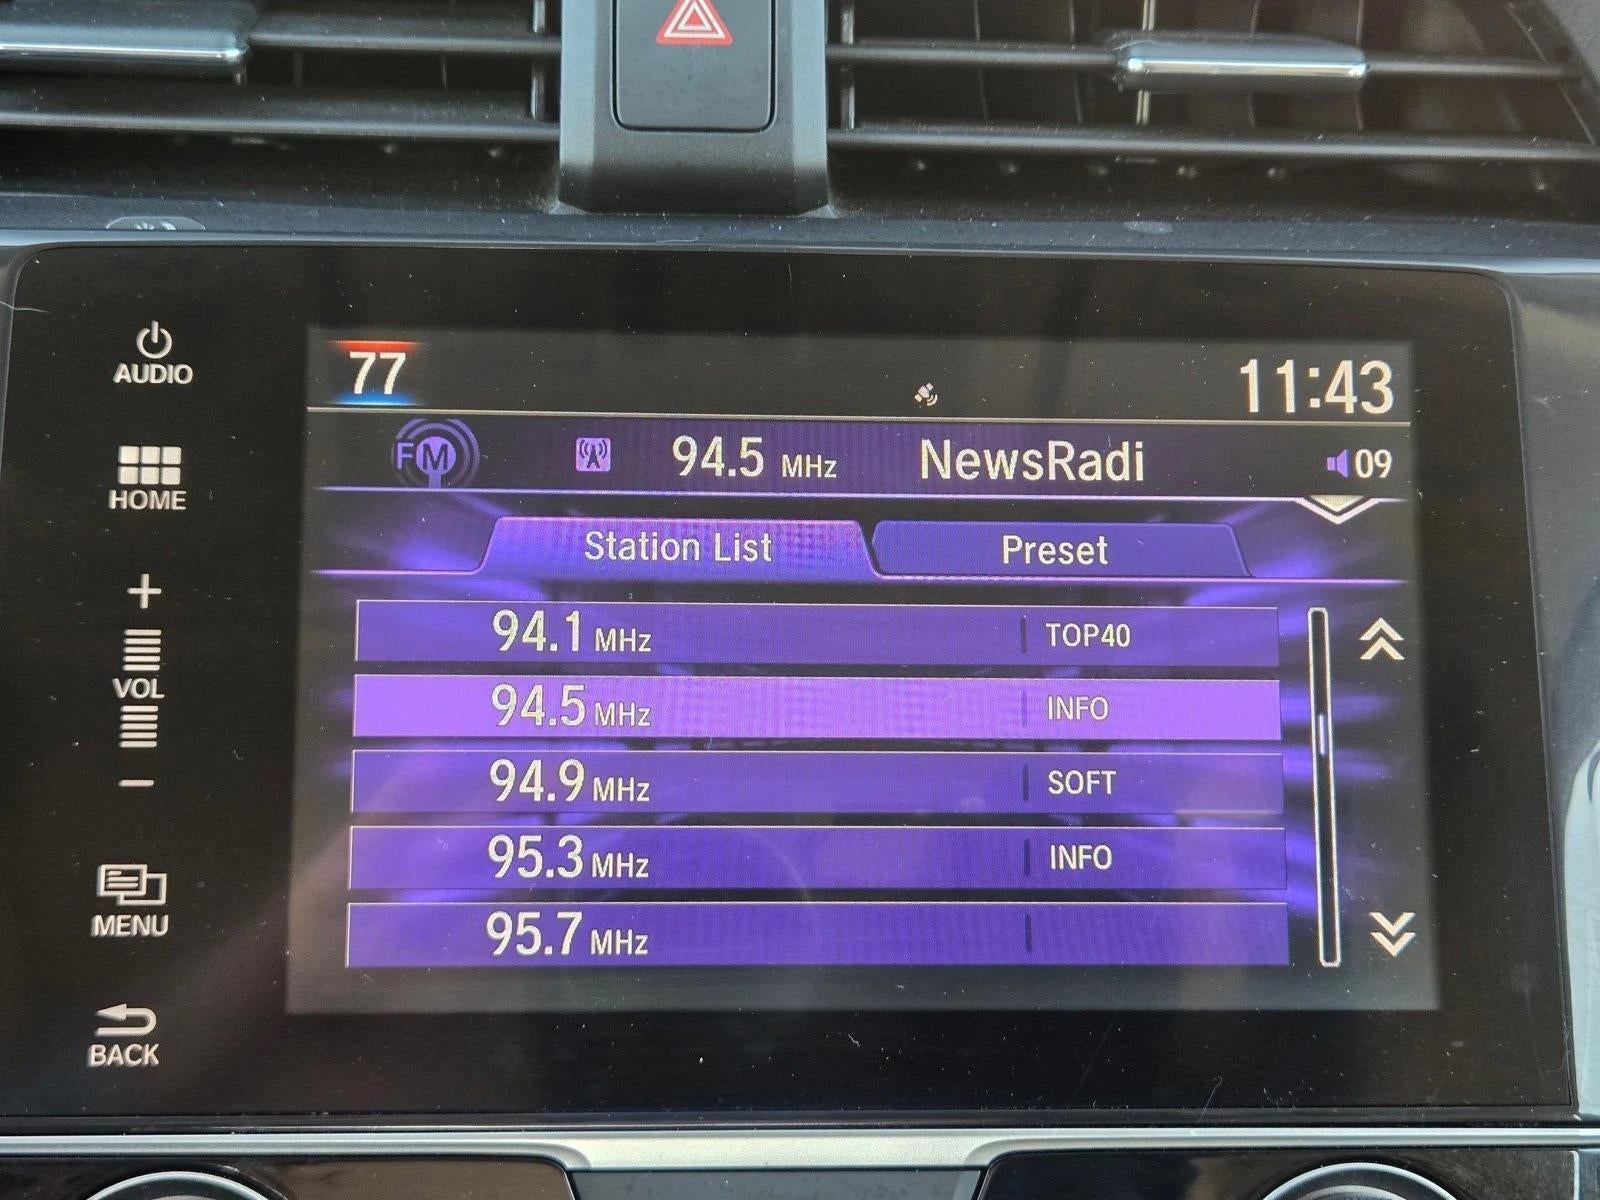 AUDIO
HOME
+
VOL
−
MENU
BACK
77
11:43
FM
94.5 MHz NewsRadi 09
Station List Preset
94.1 MHz TOP40
94.5 MHz INFO
94.9 MHz SOFT
95.3 MHz INFO
95.7 MHz